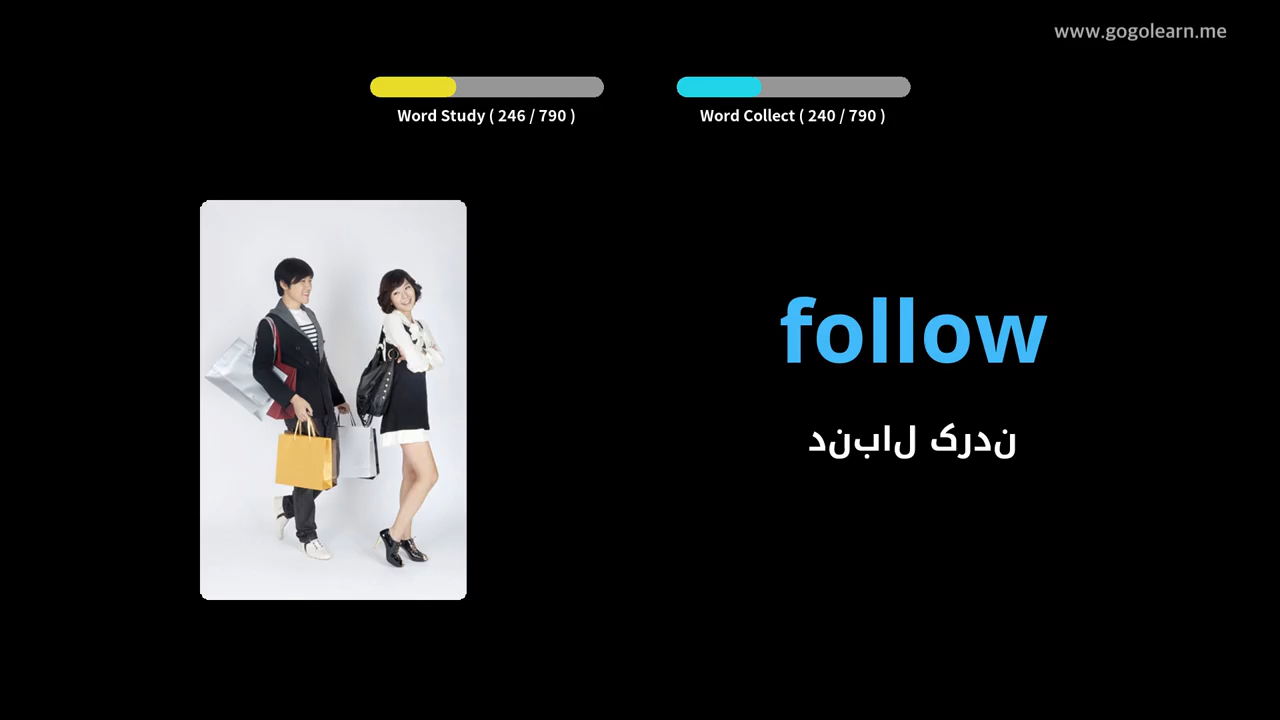 www.gogolearn.me
Word Study ( 246 / 790 )
Word Collect ( 240 / 790 )
follow
ندرک لابند